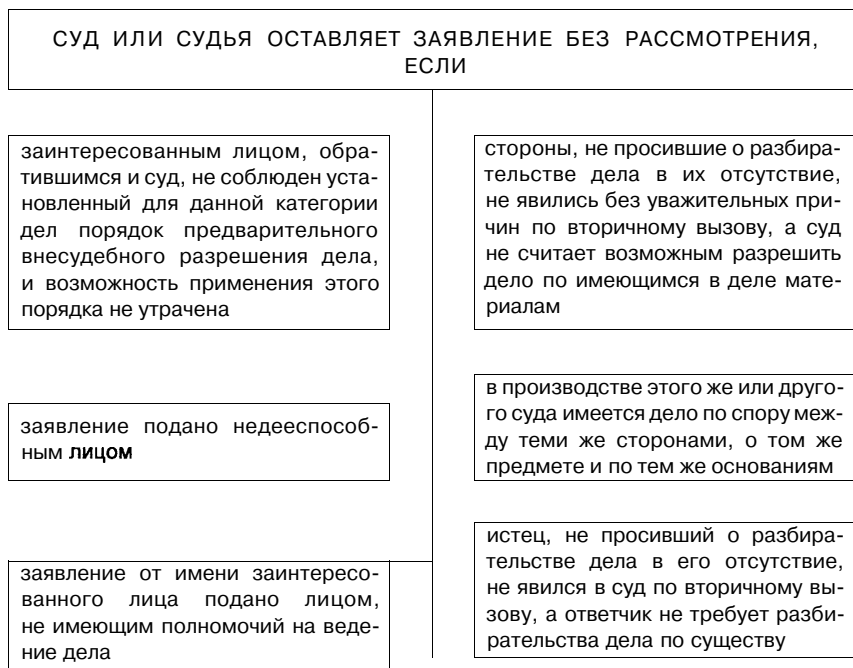 СУД ИЛИ СУДЬЯ ОСТАВЛЯЕТ ЗАЯВЛЕНИЕ БЕЗ РАССМОТРЕНИЯ,
ЕСЛИ
заинтересованным лицом, обра-
тившимся и суд, не соблюден уста-
новленный для данной категории
дел порядок предварительного
внесудебного разрешения дела,
и возможность применения этого
порядка не утрачена
заявление подано недееспособ-
ным лицом
заявление от имени заинтересо-
ванного лица подано лицом,
не имеющим полномочий на веде-
ние дела
стороны, не просившие о разбира-
тельстве дела в их отсутствие,
не явились без уважительных при-
чин по вторичному вызову, а суд
не считает возможным разрешить
дело по имеющимся в деле мате-
риалам
в производстве этого же или друго-
го суда имеется дело по спору меж-
ду теми же сторонами, о том же
предмете и по тем же основаниям
истец, не просивший о разбира-
тельстве дела в его отсутствие,
не явился в суд по вторичному вы-
зову, а ответчик не требует разби-
рательства дела по существу